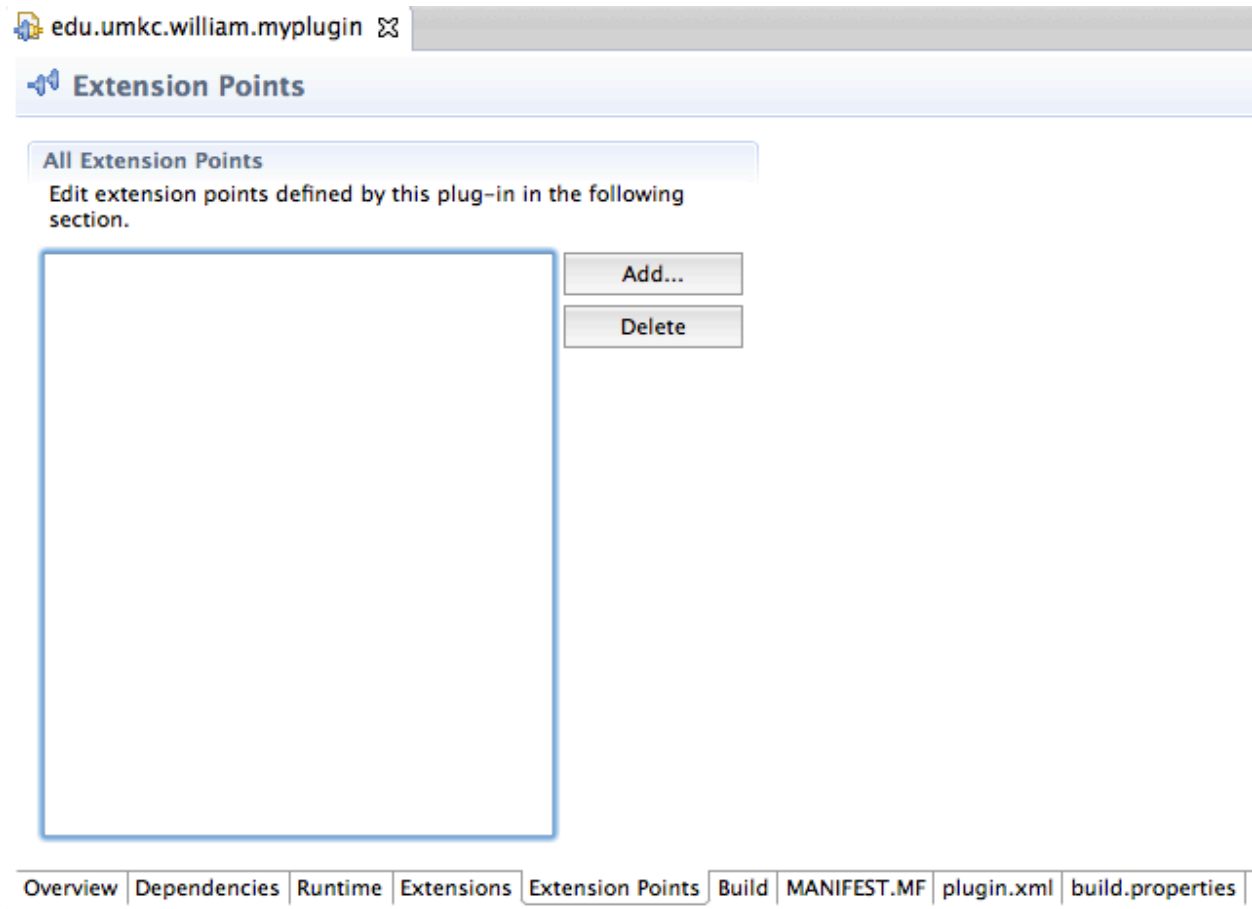 edu.umkc.william.myplugin
Extension Points
All Extension Points
Edit extension points defined by this plug-in in the following
section.
Add...
Delete
Overview Dependencies Runtime Extensions Extension Points Build MANIFEST.MF plugin.xml build.properties